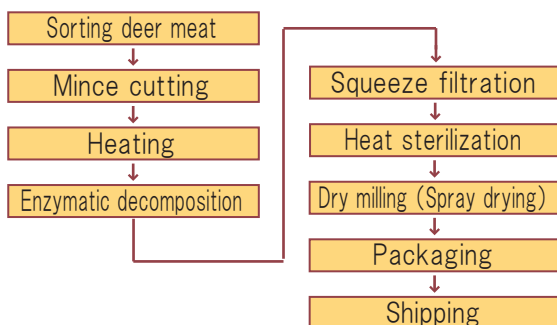 Sorting deer meat
Mince cutting
Heating
Enzymatic decomposition
Squeeze filtration
Heat sterilization
Dry milling (Spray drying)
Packaging
Shipping